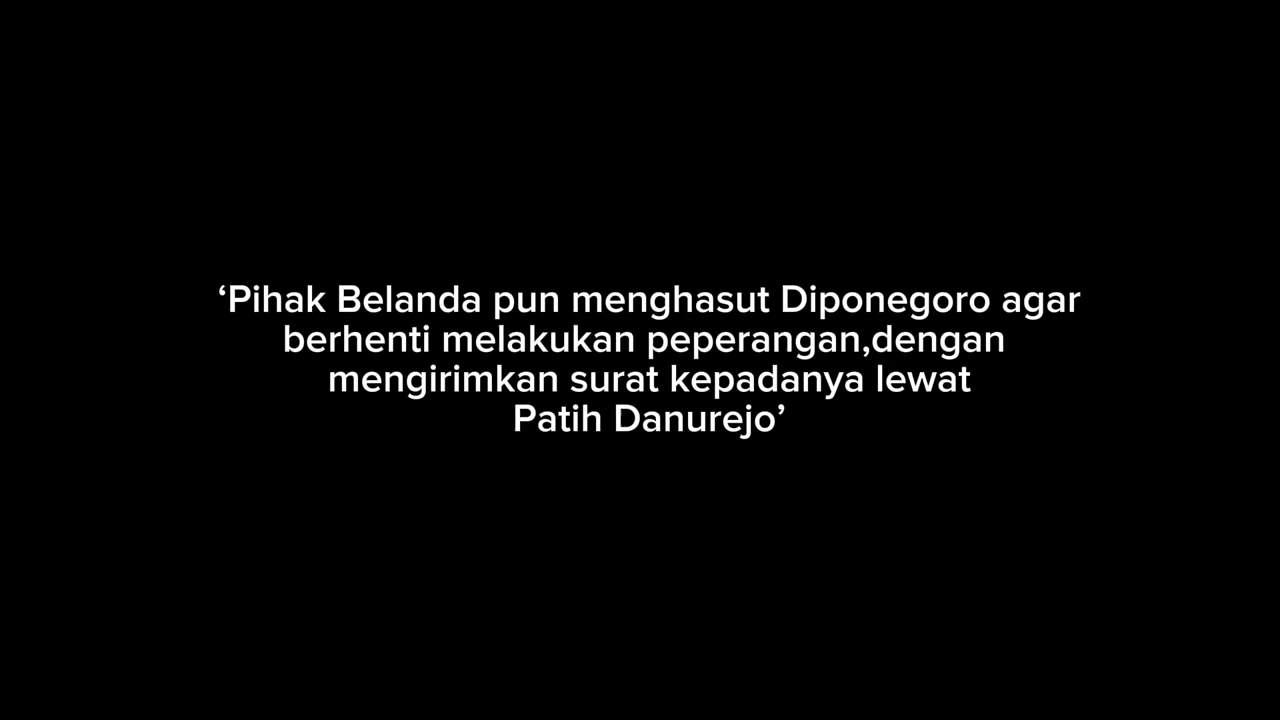 ‘Pihak Belanda pun menghasut Diponegoro agar
berhenti melakukan peperangan,dengan
mengirimkan surat kepadanya lewat
Patih Danurejo’